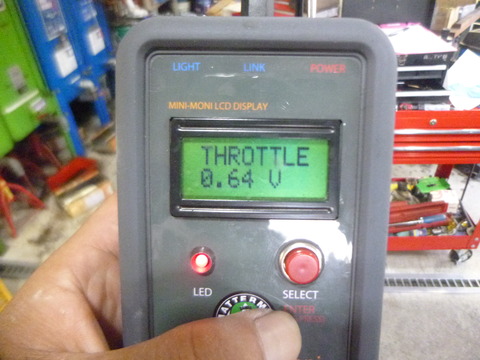 LIGHT LINK POWER
MINI-MONI LCD DISPLAY
THROTTLE
0.64 V
LED SELECT